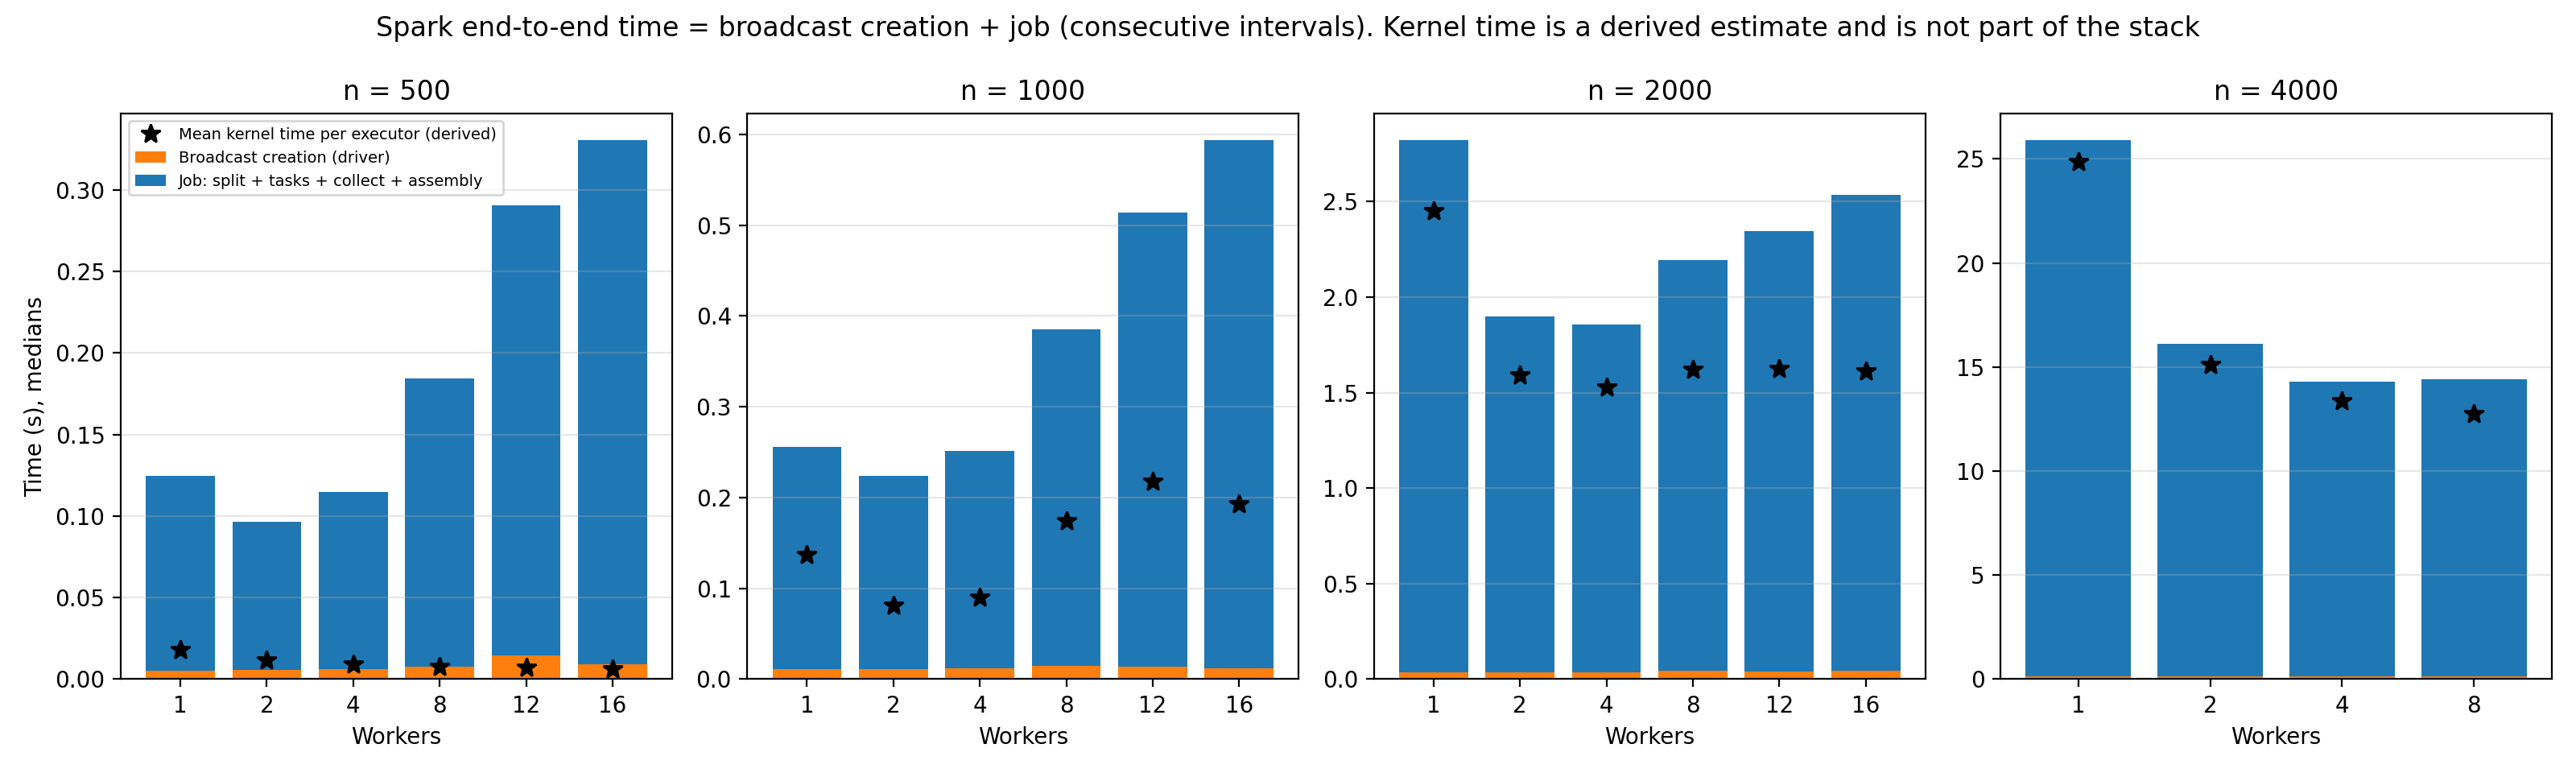 Spark end-to-end time = broadcast creation + job (consecutive intervals). Kernel time is a derived estimate and is not part of the stack
n = 500
Mean kernel time per executor (derived)
Broadcast creation (driver)
Job: split + tasks + collect + assembly
Time (s), medians
0.30
0.25
0.20
0.15
0.10
0.05
0.00
1 2 4 8 12 16
Workers
n = 1000
0.6
0.5
0.4
0.3
0.2
0.1
0.0
1 2 4 8 12 16
Workers
n = 2000
2.5
2.0
1.5
1.0
0.5
0.0
1 2 4 8 12 16
Workers
n = 4000
25
20
15
10
5
0
1 2 4 8
Workers